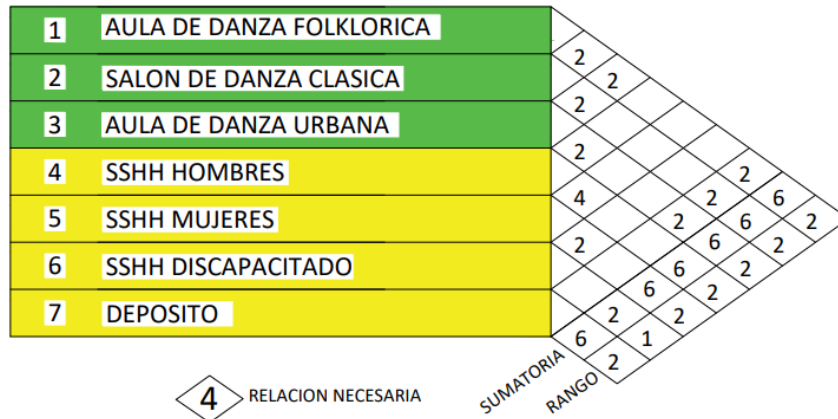 1 AULA DE DANZA FOLKLORICA
2
2 SALON DE DANZA CLASICA 2
2
3 AULA DE DANZA URBANA
2
4 SSHH HOMBRES 2
4 2 6
5 SSHH MUJERES 2 6 2
2 6 2
6 SSHH DISCAPACITADO 6 2
6 2
7 DEPOSITO 2 2
6 1
2
SUMATORIA
RANGO
4 RELACION NECESARIA